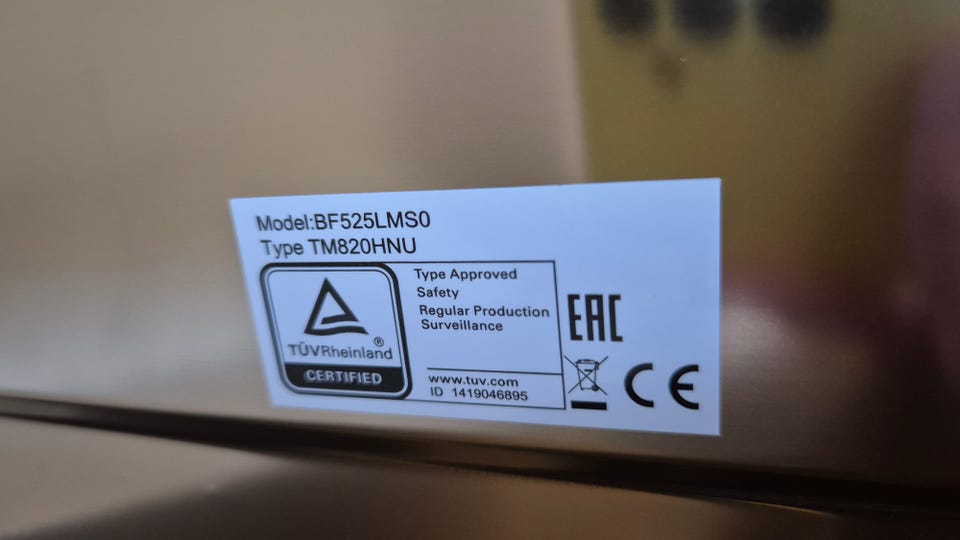 Model:BF525LMS0
Type TM820HNU
TÜVRheinland®
CERTIFIED
Type Approved
Safety
Regular Production
Surveillance
www.tuv.com
ID 1419046895
EAC
CE